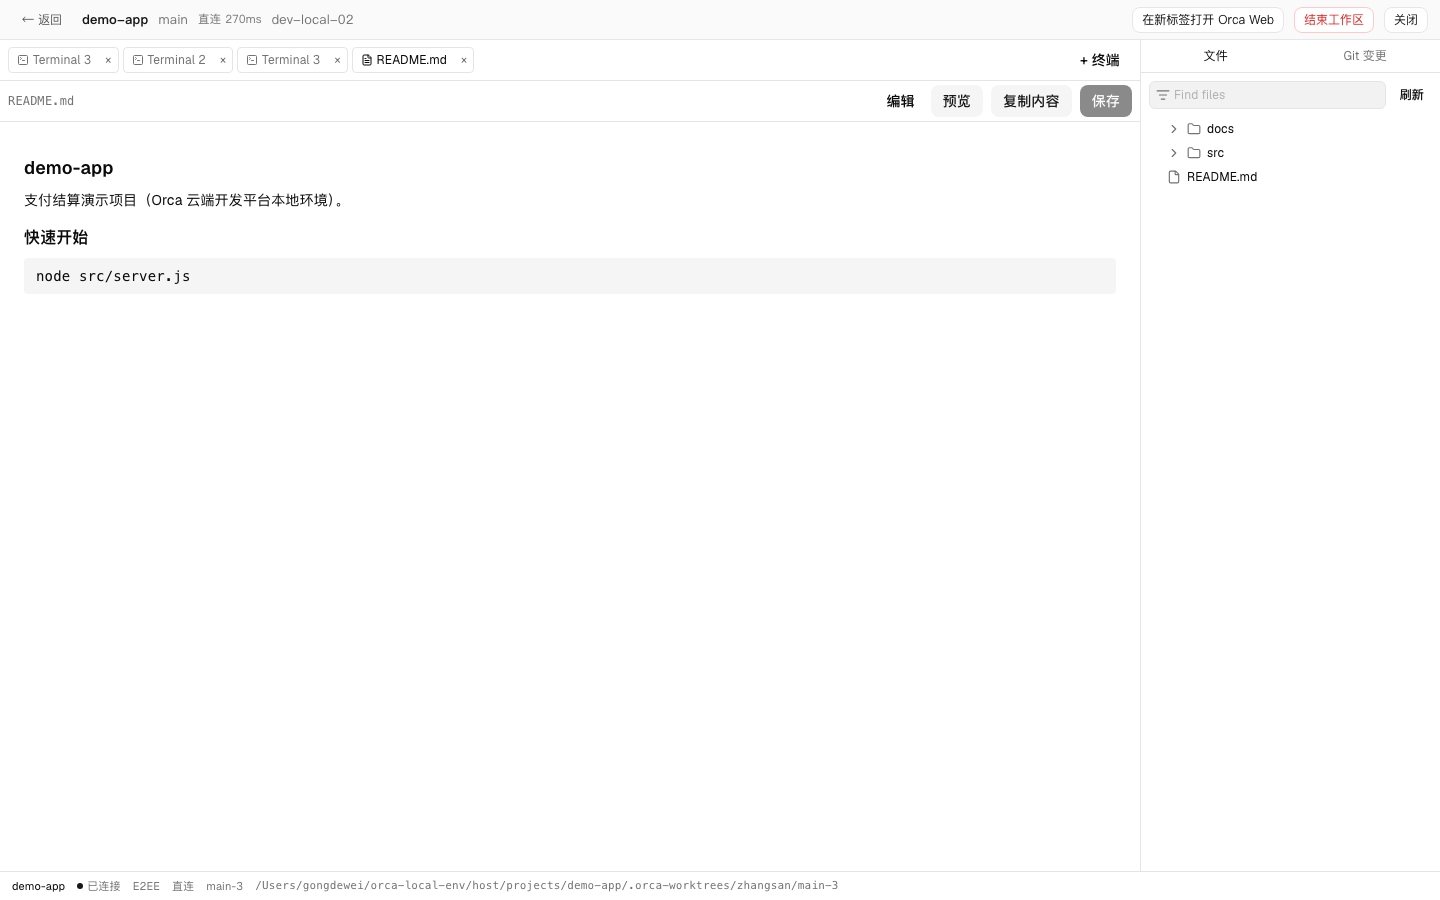 ← 返回 demo-app main 直连 270ms dev-local-02 在新标签打开 Orca Web 结束工作区 关闭
Terminal 3 × Terminal 2 × Terminal 3 × README.md × + 终端
文件 Git 变更
README.md 编辑 预览 复制内容 保存
Find files 刷新
docs
src
README.md
demo-app
支付结算演示项目（Orca 云端开发平台本地环境）。
快速开始
node src/server.js
demo-app 已连接 E2EE 直连 main-3 /Users/gongdewei/orca-local-env/host/projects/demo-app/.orca-worktrees/zhangsan/main-3